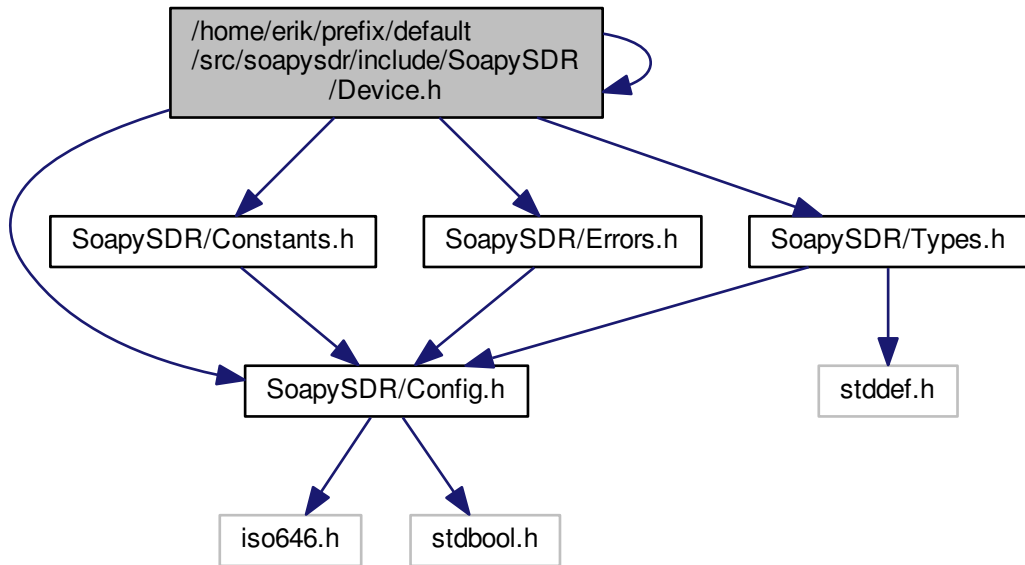 /home/erik/prefix/default
/src/soapysdr/include/SoapySDR
/Device.h
SoapySDR/Constants.h
SoapySDR/Errors.h
SoapySDR/Types.h
SoapySDR/Config.h
stddef.h
iso646.h
stdbool.h